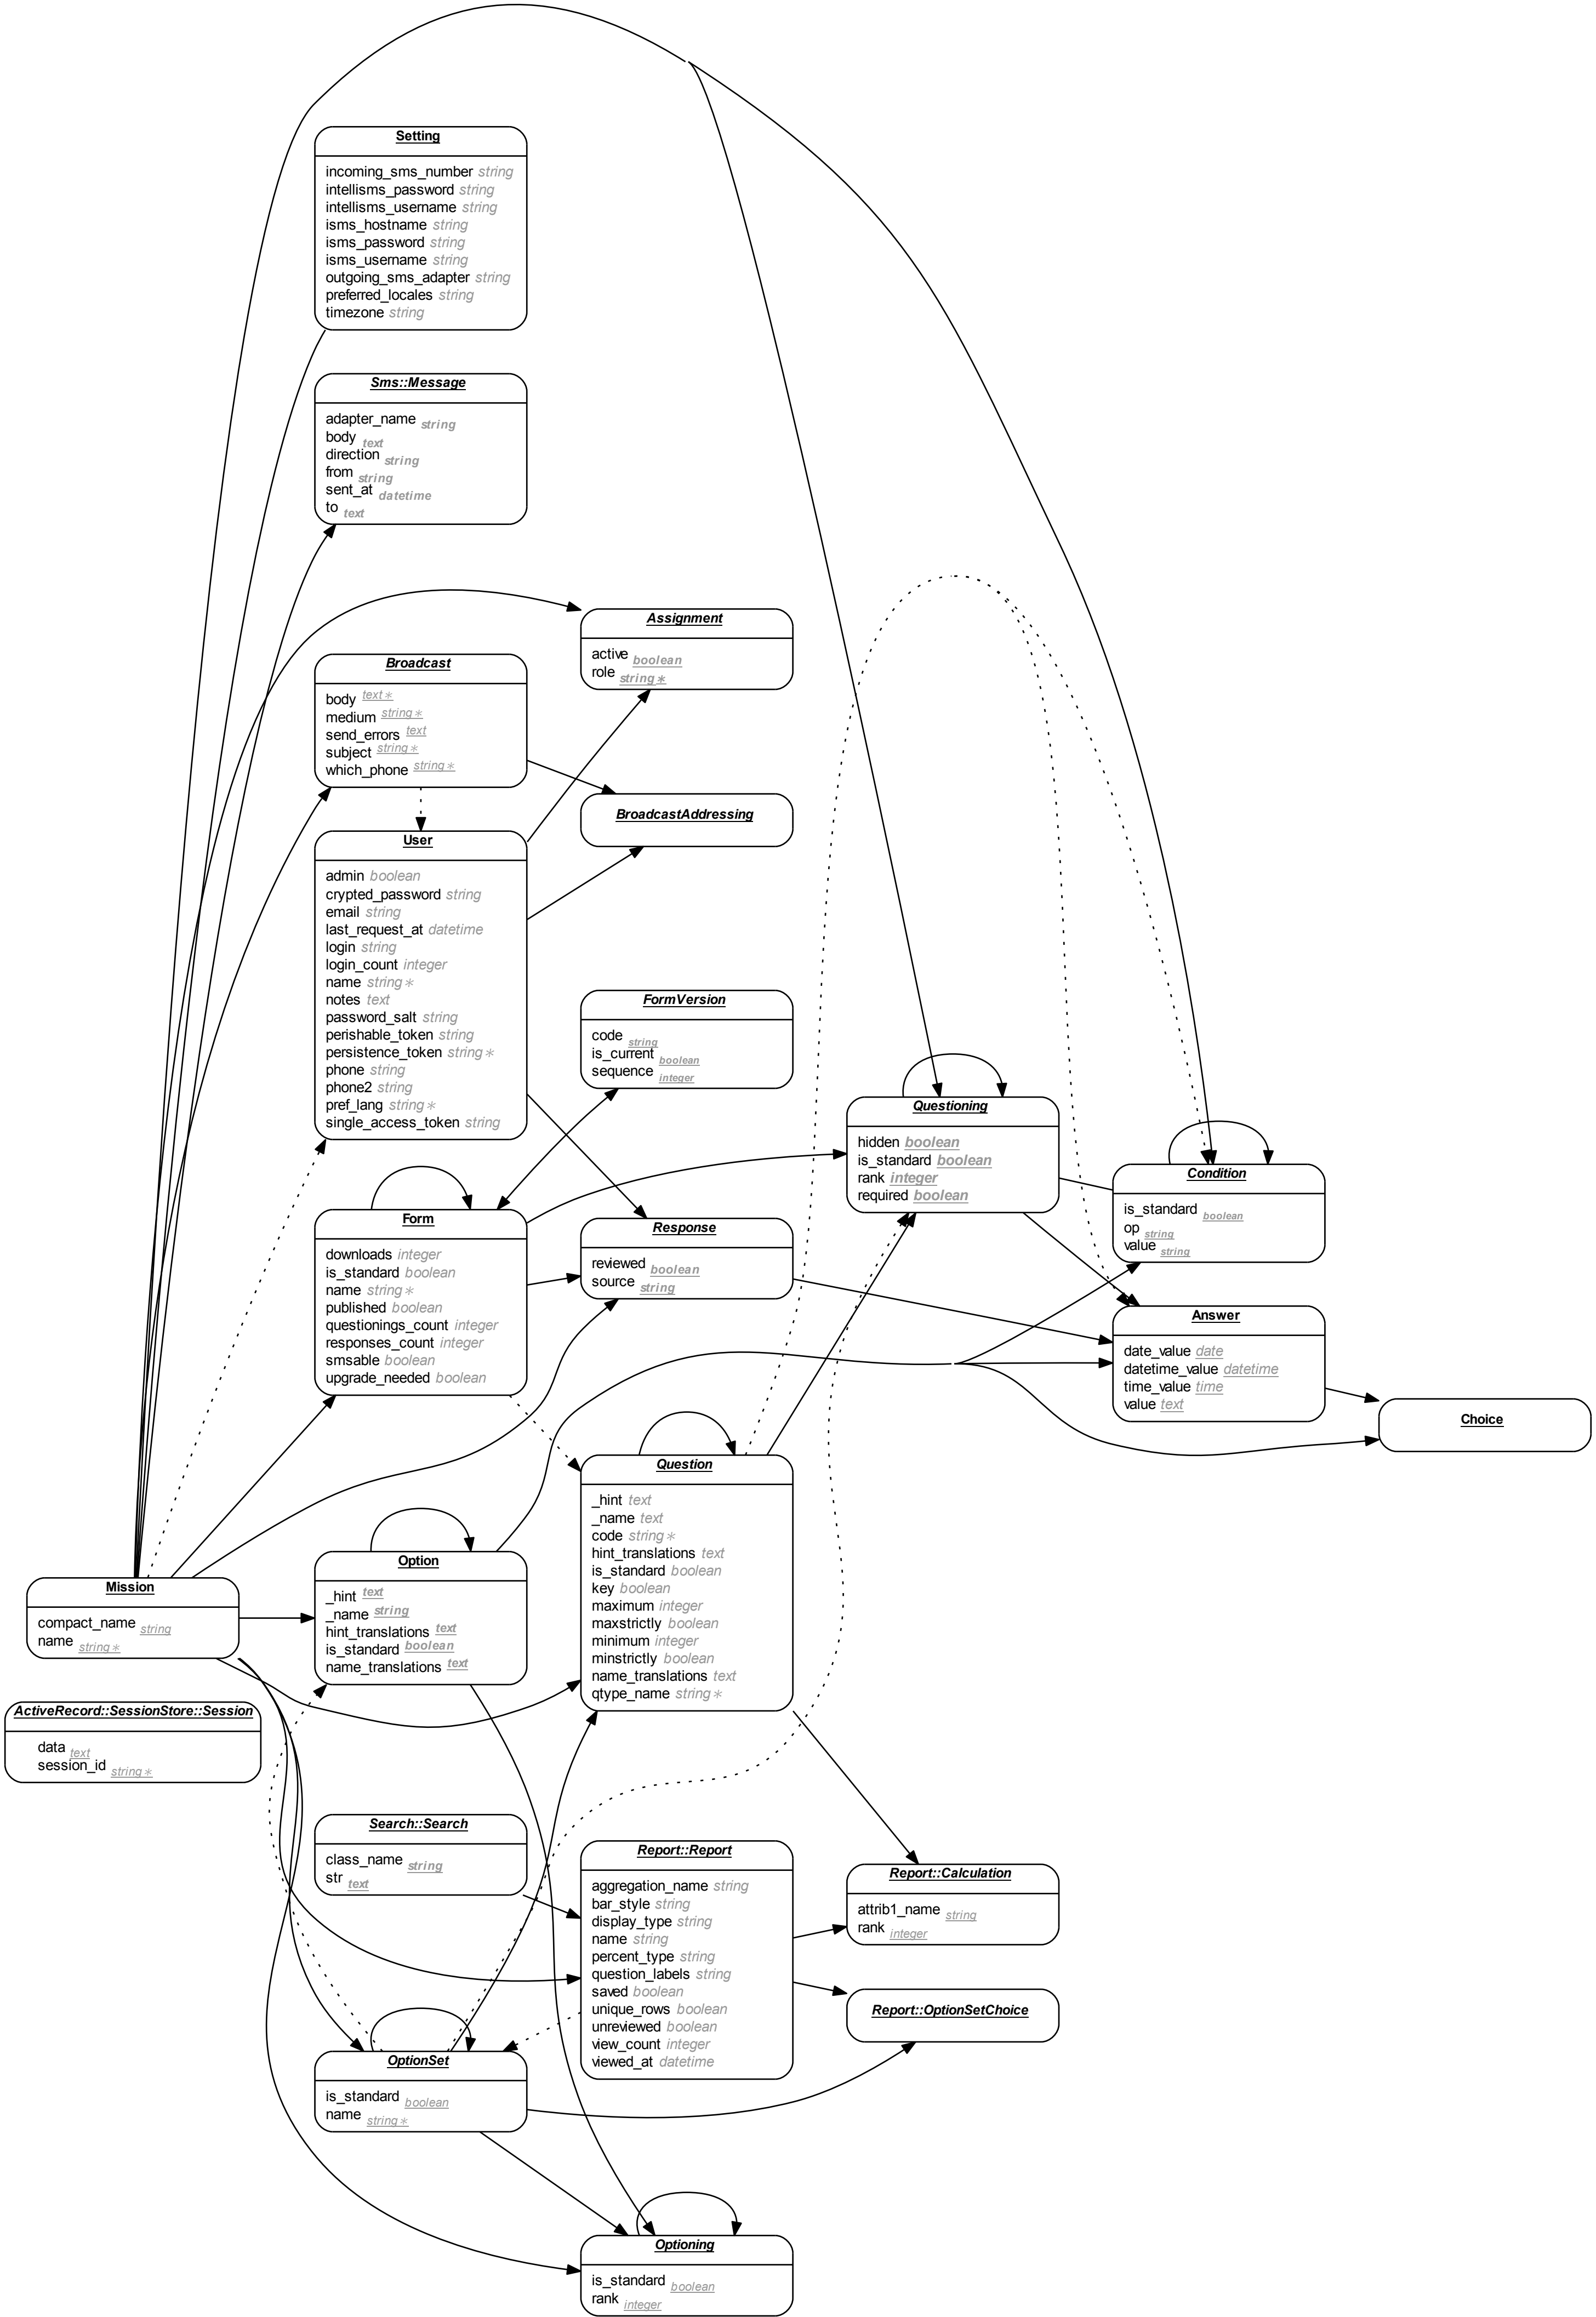 Setting
incoming_sms_number string
intellisms_password string
intellisms_username string
isms_hostname string
isms_password string
isms_username string
outgoing_sms_adapter string
preferred_locales string
timezone string
Sms::Message
adapter_name string
body text
direction string
from string
sent_at datetime
to text
Assignment
active boolean
role string *
Broadcast
body text *
medium string *
send_errors text
subject string *
which_phone string *
BroadcastAddressing
User
admin boolean
crypted_password string
email string
last_request_at datetime
login string
login_count integer
name string *
notes text
password_salt string
perishable_token string
persistence_token string *
phone string
phone2 string
pref_lang string *
single_access_token string
FormVersion
code string
is_current boolean
sequence integer
Questioning
hidden boolean
is_standard boolean
rank integer
required boolean
Condition
is_standard boolean
op string
value string
Form
downloads integer
is_standard boolean
name string *
published boolean
questionings_count integer
responses_count integer
smsable boolean
upgrade_needed boolean
Response
reviewed boolean
source string
Answer
date_value date
datetime_value datetime
time_value time
value text
Choice
Question
_hint text
_name text
code string *
hint_translations text
is_standard boolean
key boolean
maximum integer
maxstrictly boolean
minimum integer
minstrictly boolean
name_translations text
qtype_name string *
Option
_hint text
_name string
hint_translations text
is_standard boolean
name_translations text
Mission
compact_name string
name string *
ActiveRecord::SessionStore::Session
data text
session_id string *
Search::Search
class_name string
str text
Report::Report
aggregation_name string
bar_style string
display_type string
name string
percent_type string
question_labels string
saved boolean
unique_rows boolean
unreviewed boolean
view_count integer
viewed_at datetime
Report::Calculation
attrib1_name string
rank integer
Report::OptionSetChoice
OptionSet
is_standard boolean
name string *
Optioning
is_standard boolean
rank integer